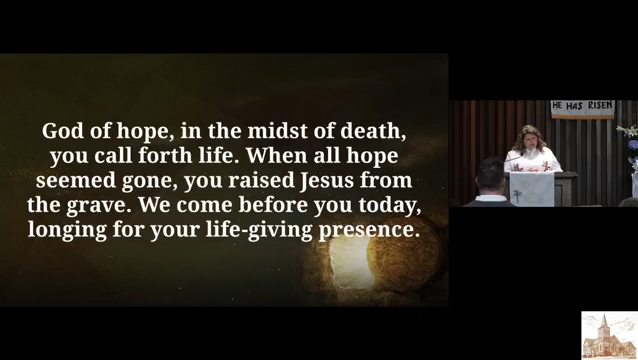 God of hope, in the midst of death,
you call forth life. When all hope
seemed gone, you raised Jesus from
the grave. We come before you today,
longing for your life-giving presence.
HE HAS RISEN